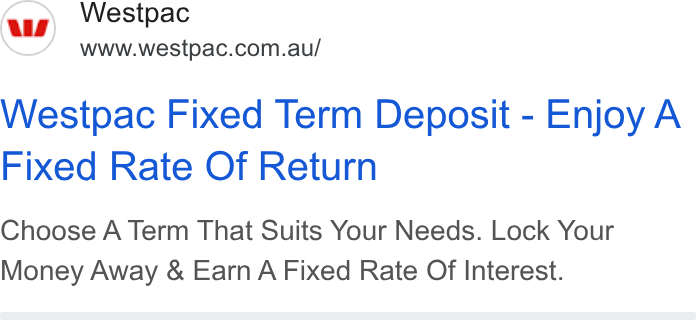 Westpac
www.westpac.com.au/
Westpac Fixed Term Deposit - Enjoy A
Fixed Rate Of Return
Choose A Term That Suits Your Needs. Lock Your
Money Away & Earn A Fixed Rate Of Interest.